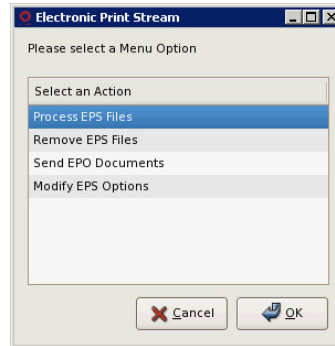 Electronic Print Stream
Please select a Menu Option
Select an Action
Process EPS Files
Remove EPS Files
Send EPO Documents
Modify EPS Options
Cancel
OK